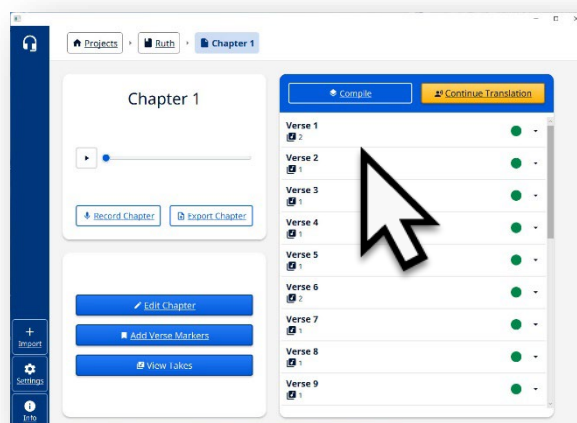 Projects
Ruth
Chapter 1
Chapter 1
Record Chapter
Export Chapter
Edit Chapter
Add Verse Markers
View Takes
Import
Settings
Info
Compile
Continue Translation
Verse 1
2
Verse 2
1
Verse 3
1
Verse 4
1
Verse 5
1
Verse 6
2
Verse 7
1
Verse 8
1
Verse 9
1